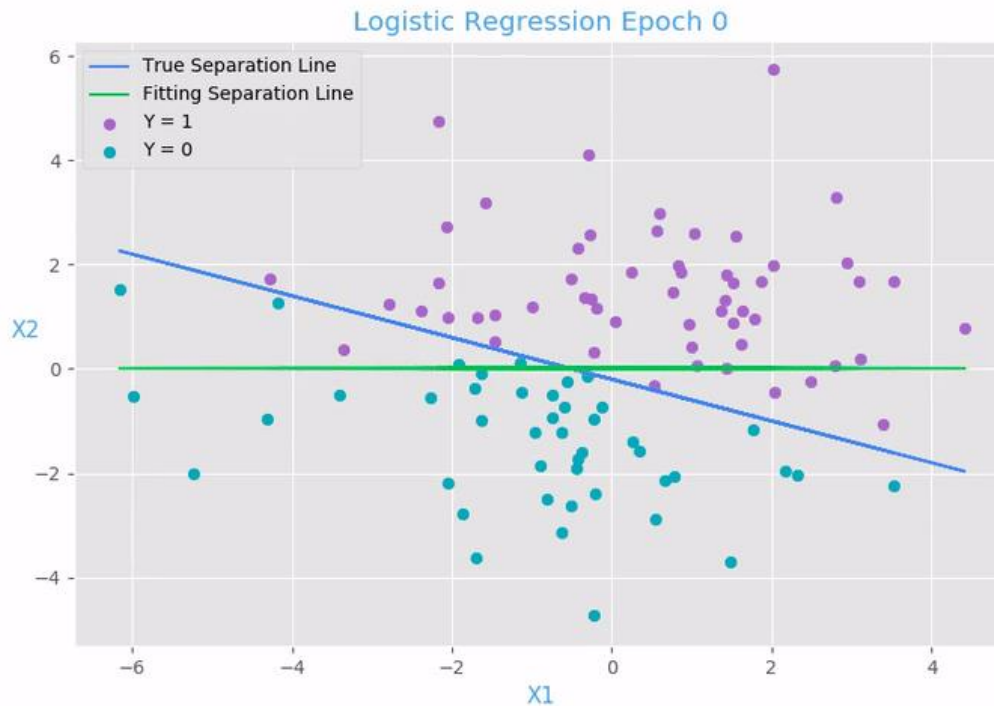 Logistic Regression Epoch 0
True Separation Line
Fitting Separation Line
Y = 1
Y = 0
6
4
2
0
−2
−4
X2
−6
−4
−2
0
2
4
X1